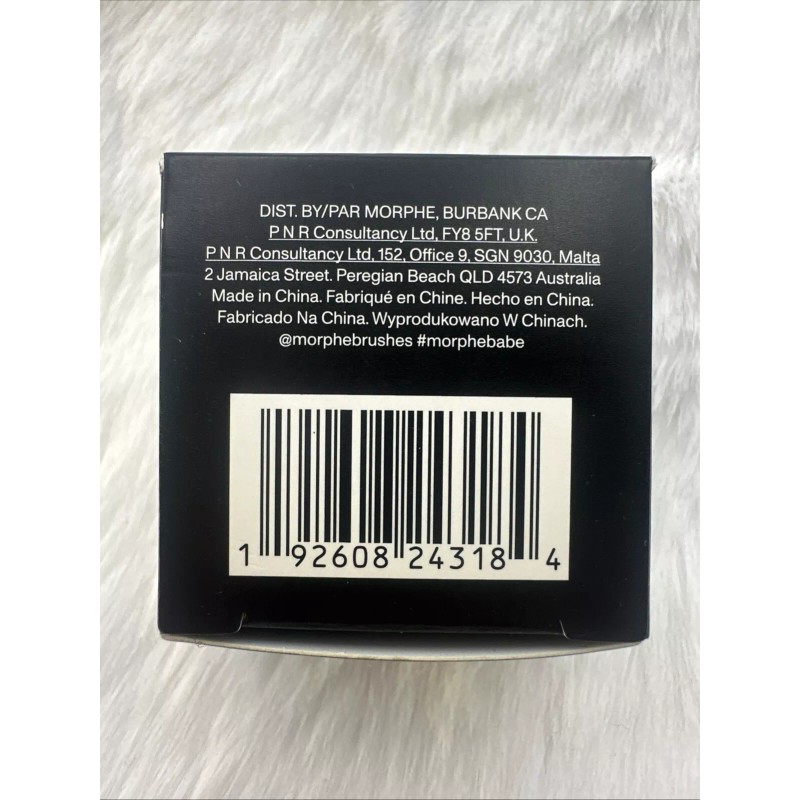 DIST. BY/PAR MORPHE, BURBANK CA
P N R Consultancy Ltd, FY8 5FT, U.K.
P N R Consultancy Ltd, 152, Office 9, SGN 9030, Malta
2 Jamaica Street. Peregian Beach QLD 4573 Australia
Made in China. Fabriqué en Chine. Hecho en China.
Fabricado Na China. Wyprodukowano W Chinach.
@morphebrushes #morphebabe
1 92608 24318 4